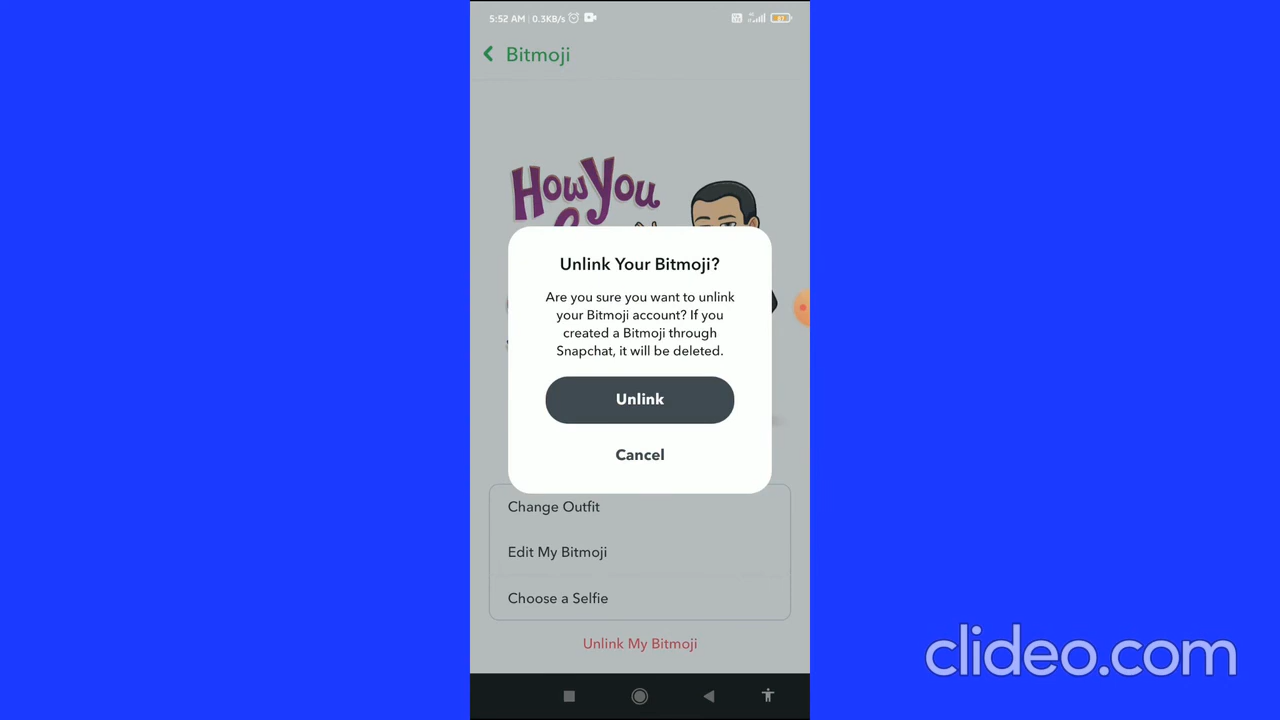 5:52 AM | 0.3KB/s
87
Bitmoji
How You
Unlink Your Bitmoji?
Are you sure you want to unlink
your Bitmoji account? If you
created a Bitmoji through
Snapchat, it will be deleted.
Unlink
Cancel
Change Outfit
Edit My Bitmoji
Choose a Selfie
Unlink My Bitmoji
clideo.com